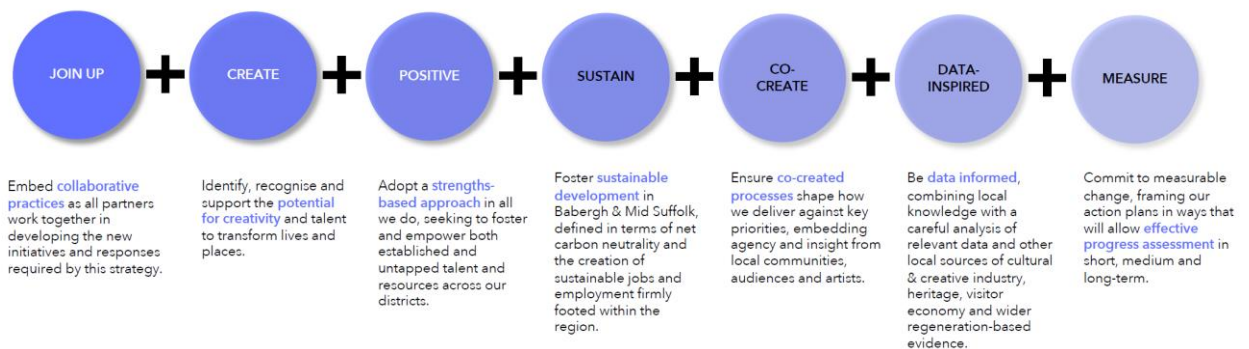 JOIN UP
+
CREATE
+
POSITIVE
+
SUSTAIN
+
CO-
CREATE
+
DATA-
INSPIRED
+
MEASURE
Embed collaborative
practices as all partners
work together in
developing the new
initiatives and responses
required by this strategy.
Identify, recognise and
support the potential
for creativity and talent
to transform lives and
places.
Adopt a strengths-
based approach in all
we do, seeking to foster
and empower both
established and
untapped talent and
resources across our
districts.
Foster sustainable
development in
Babergh & Mid Suffolk,
defined in terms of net
carbon neutrality and
the creation of
sustainable jobs and
employment firmly
footed within the
region.
Ensure co-created
processes shape how
we deliver against key
priorities, embedding
agency and insight from
local communities,
audiences and artists.
Be data informed,
combining local
knowledge with a
careful analysis of
relevant data and other
local sources of cultural
& creative industry,
heritage, visitor
economy and wider
regeneration-based
evidence.
Commit to measurable
change, framing our
action plans in ways that
will allow effective
progress assessment in
short, medium and
long-term.